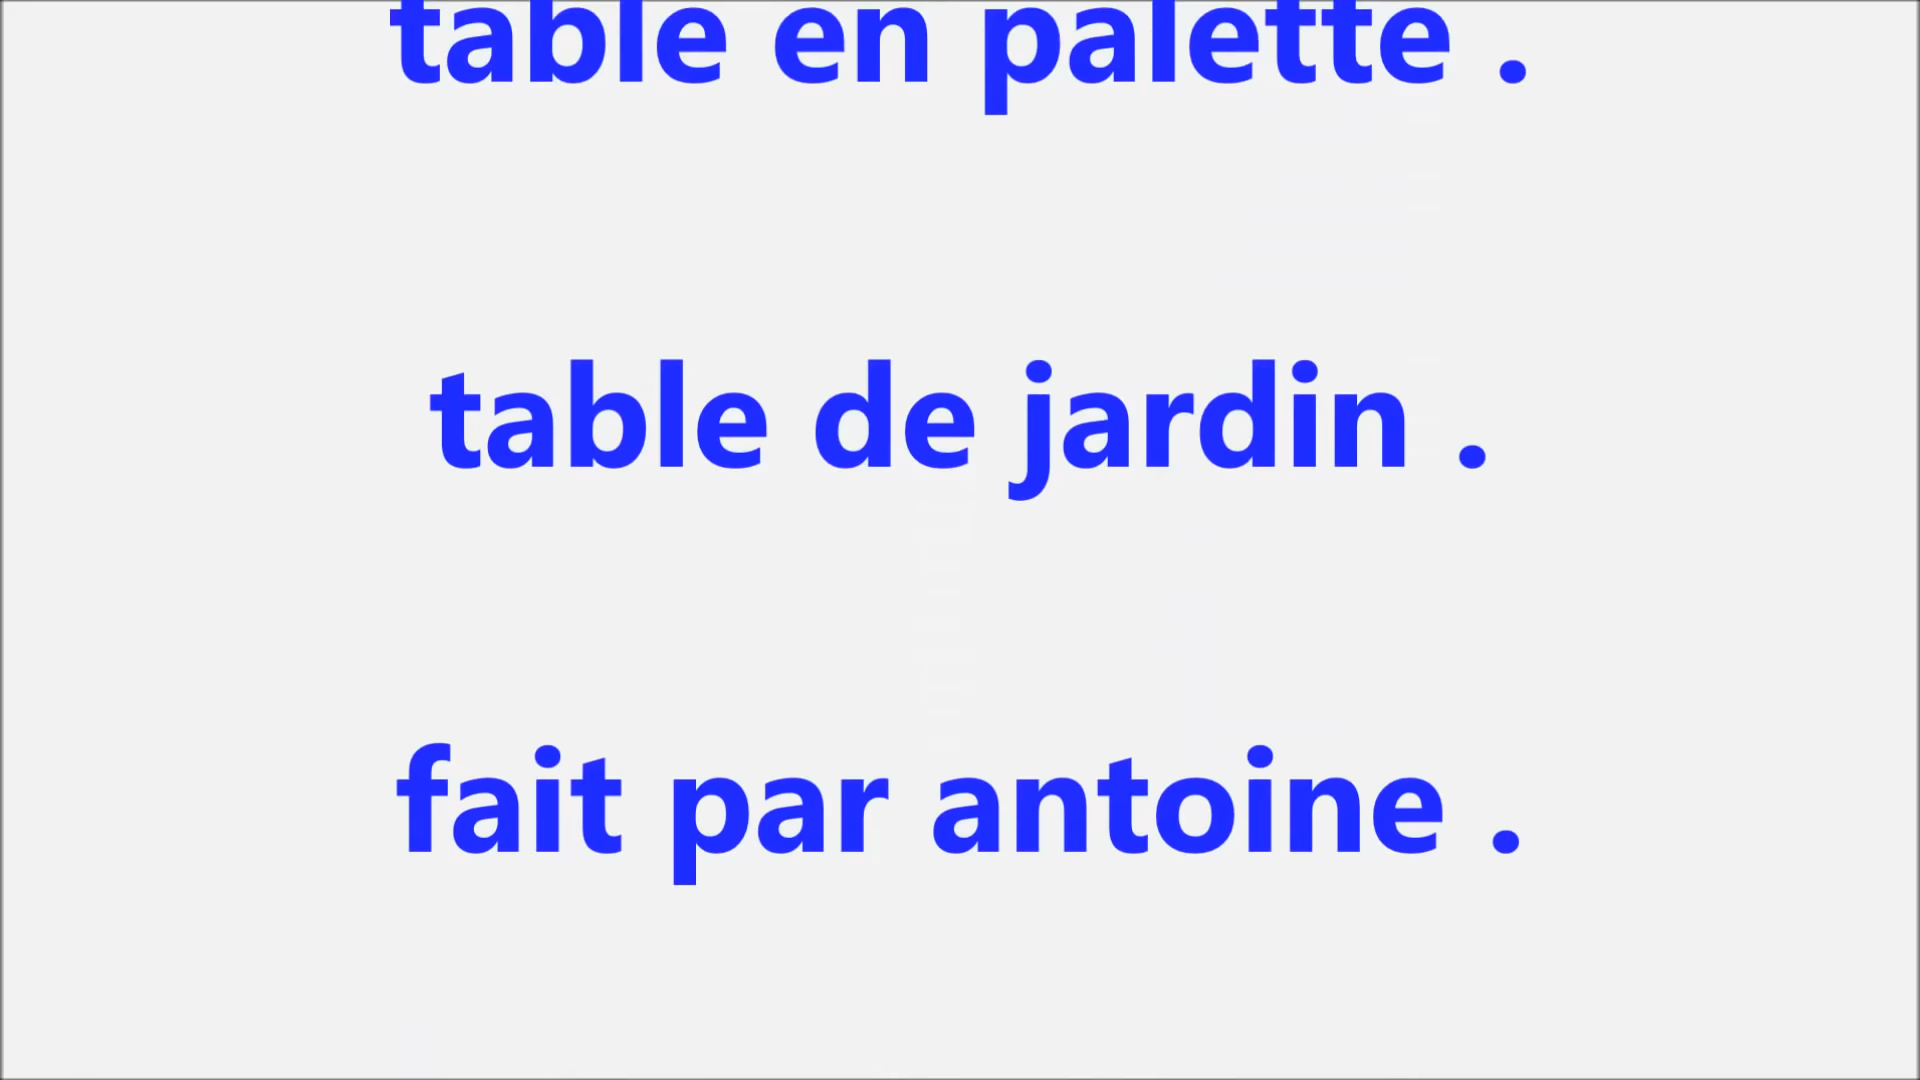 table en palette .
table de jardin .
fait par antoine .